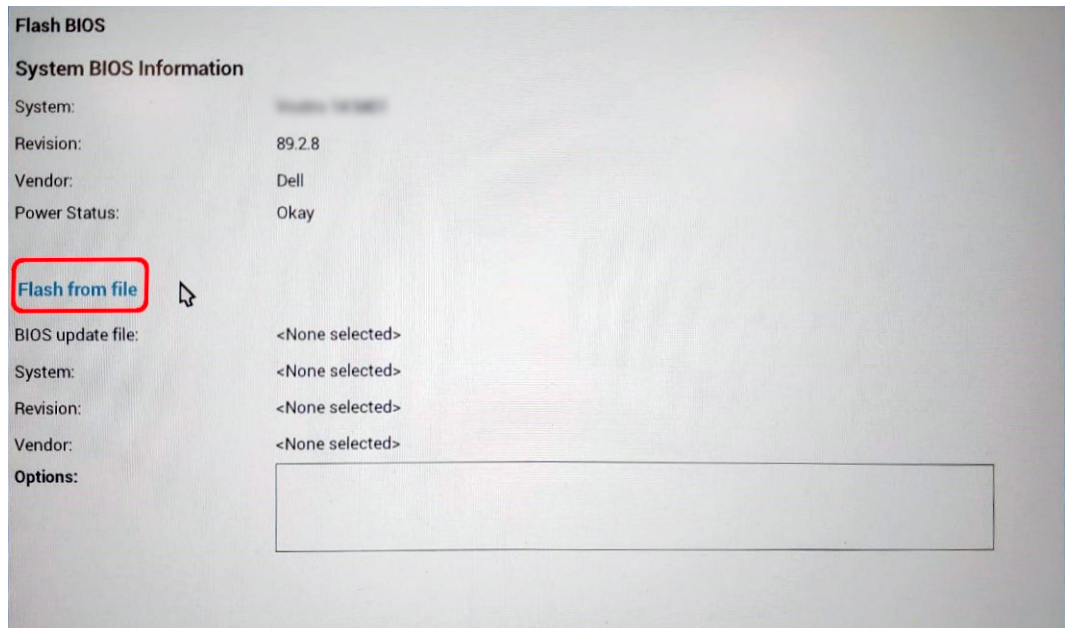 Flash BIOS
System BIOS Information
System:
Revision: 89.2.8
Vendor: Dell
Power Status: Okay
Flash from file
BIOS update file: <None selected>
System: <None selected>
Revision: <None selected>
Vendor: <None selected>
Options: